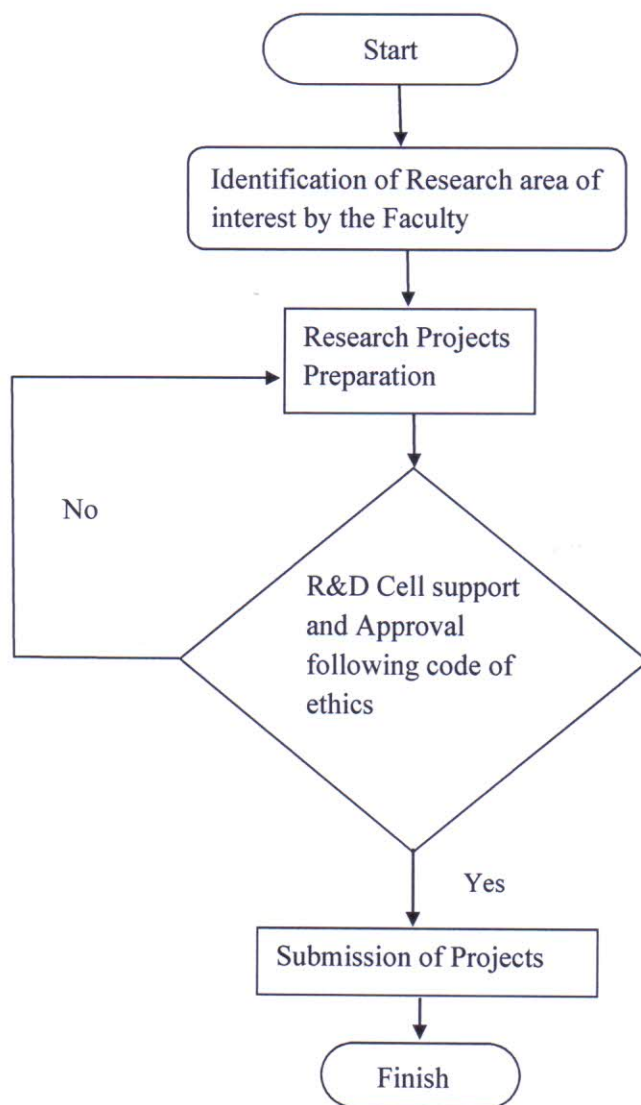 Start
Identification of Research area of
interest by the Faculty
Research Projects
Preparation
No
R&D Cell support
and Approval
following code of
ethics
Yes
Submission of Projects
Finish